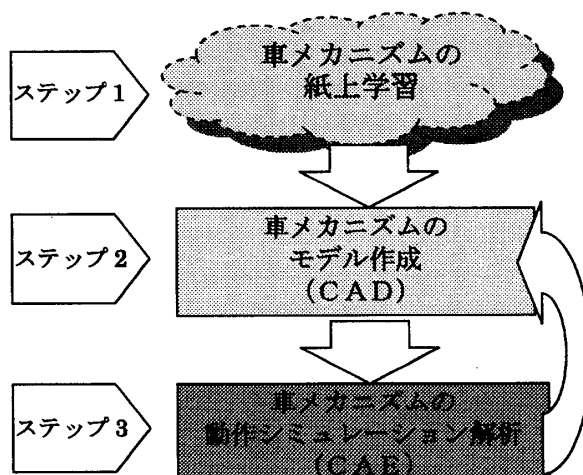 ステップ1
車メカニズムの
紙上学習
ステップ2
車メカニズムの
モデル作成
(CAD)
ステップ3
車メカニズムの
動作シミュレーション解析
(CAE)